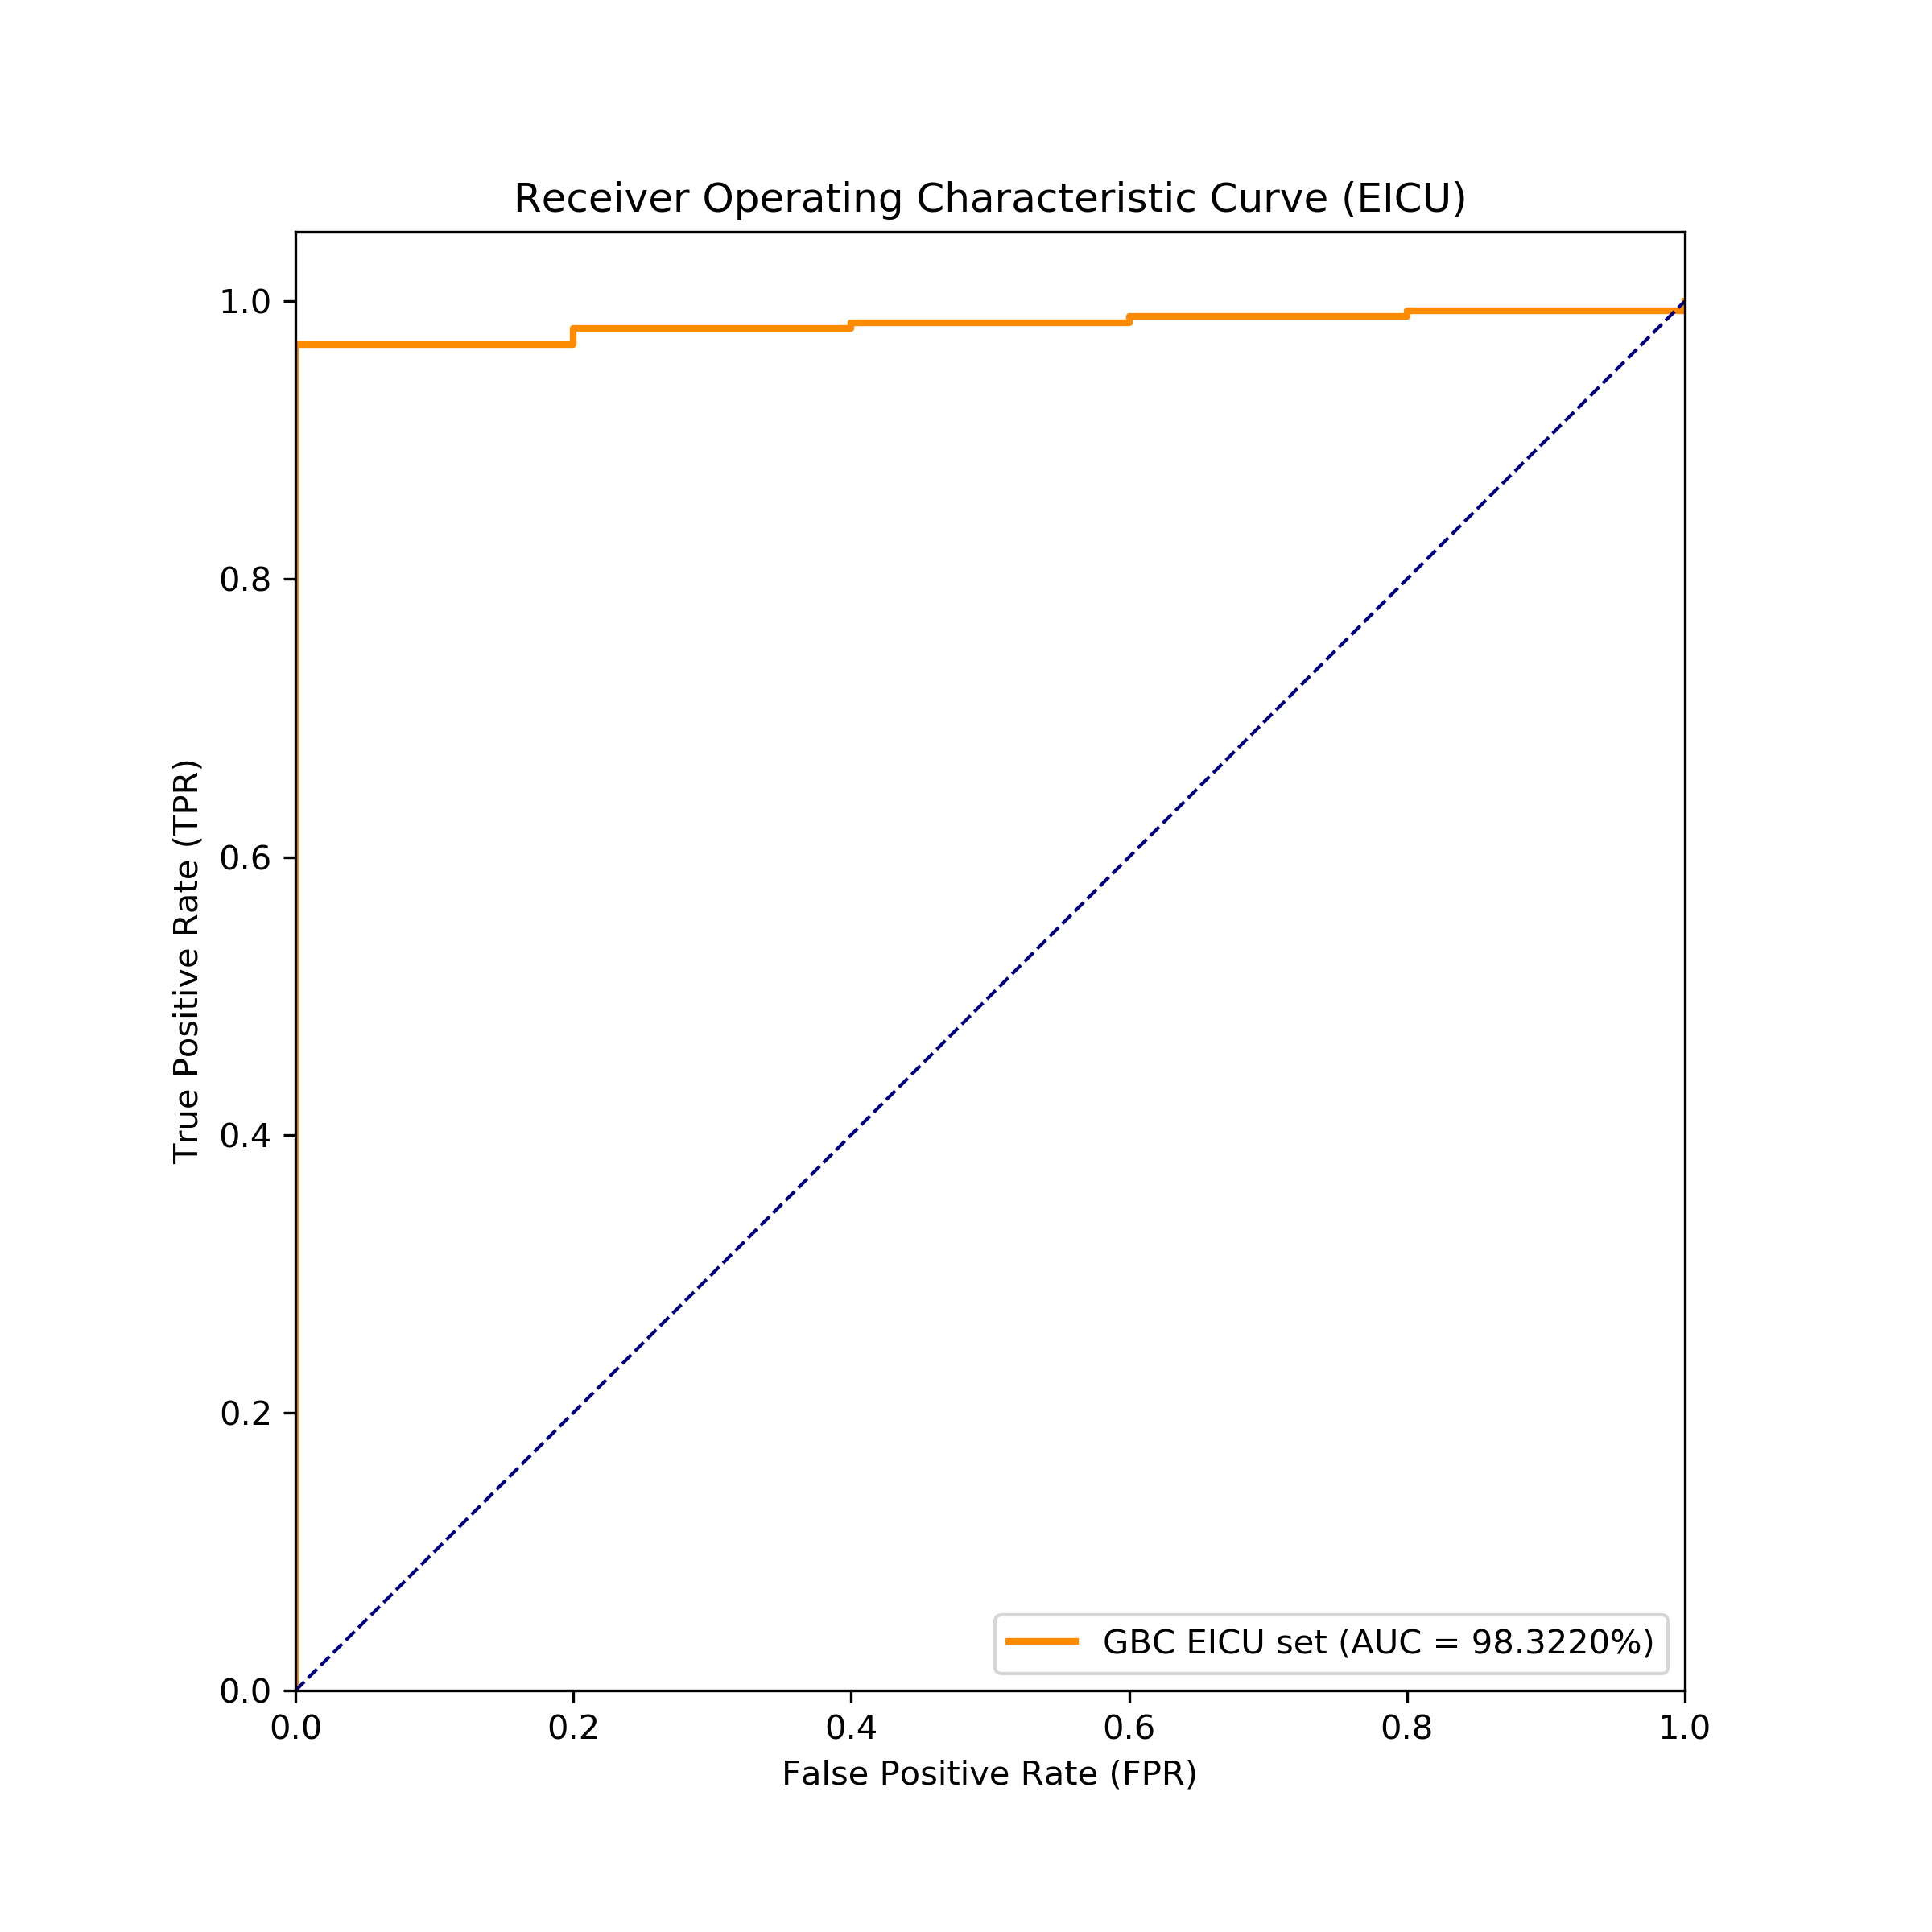 Receiver Operating Characteristic Curve (EICU)
1.0
0.8
0.6
0.4
0.2
0.0
True Positive Rate (TPR)
GBC EICU set (AUC = 98.3220%)
0.0 0.2 0.4 0.6 0.8 1.0
False Positive Rate (FPR)